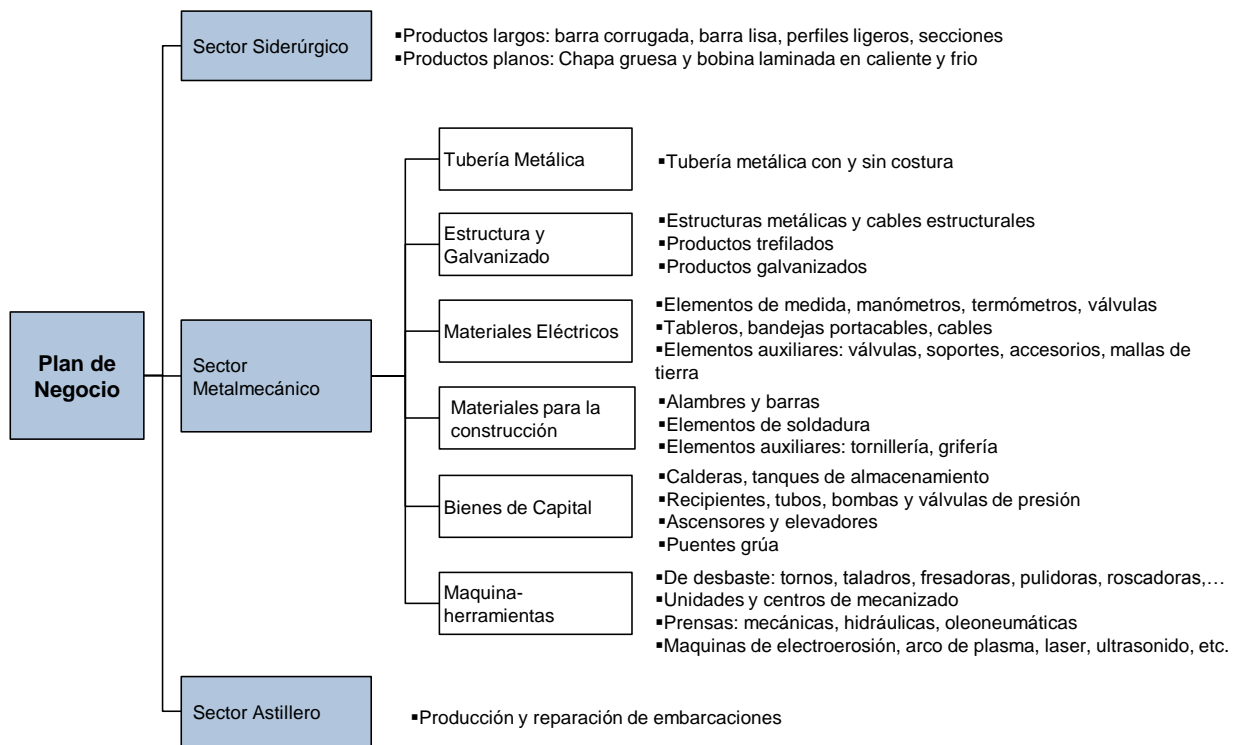 Sector Siderúrgico
▪Productos largos: barra corrugada, barra lisa, perfiles ligeros, secciones
▪Productos planos: Chapa gruesa y bobina laminada en caliente y frio
Tubería Metálica
▪Tubería metálica con y sin costura
Estructura y
Galvanizado
▪Estructuras metálicas y cables estructurales
▪Productos trefilados
▪Productos galvanizados
Plan de
Negocio
Sector
Metalmecánico
Materiales Eléctricos
▪Elementos de medida, manómetros, termómetros, válvulas
▪Tableros, bandejas portacables, cables
▪Elementos auxiliares: válvulas, soportes, accesorios, mallas de
tierra
Materiales para la
construcción
▪Alambres y barras
▪Elementos de soldadura
▪Elementos auxiliares: tornillería, grifería
Bienes de Capital
▪Calderas, tanques de almacenamiento
▪Recipientes, tubos, bombas y válvulas de presión
▪Ascensores y elevadores
▪Puentes grúa
Maquina-
herramientas
▪De desbaste: tornos, taladros, fresadoras, pulidoras, roscadoras,…
▪Unidades y centros de mecanizado
▪Prensas: mecánicas, hidráulicas, oleoneumáticas
▪Maquinas de electroerosión, arco de plasma, laser, ultrasonido, etc.
Sector Astillero
▪Producción y reparación de embarcaciones